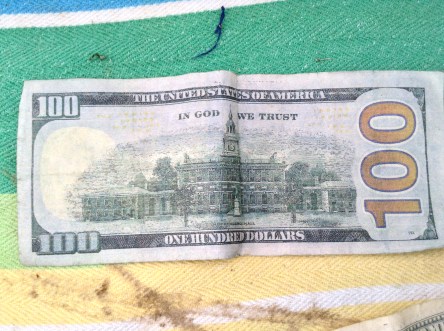 100 THE UNITED STATES OF AMERICA
IN GOD WE TRUST
100
100 ONE HUNDRED DOLLARS